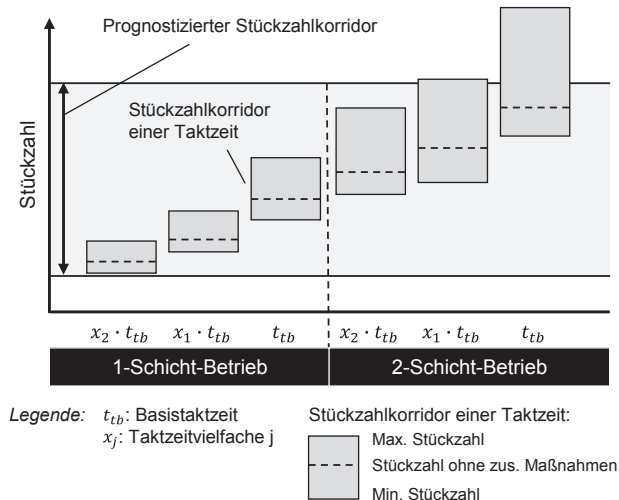 Prognostizierter Stückzahlkorridor
Stückzahlkorridor
einer Taktzeit
Stückzahl
x₂ · t_tb x₁ · t_tb t_tb x₂ · t_tb x₁ · t_tb t_tb
1-Schicht-Betrieb 2-Schicht-Betrieb
Legende: t_tb: Basistaktzeit
x_j: Taktzeitvielfache j
Stückzahlkorridor einer Taktzeit:
Max. Stückzahl
Stückzahl ohne zus. Maßnahmen
Min. Stückzahl